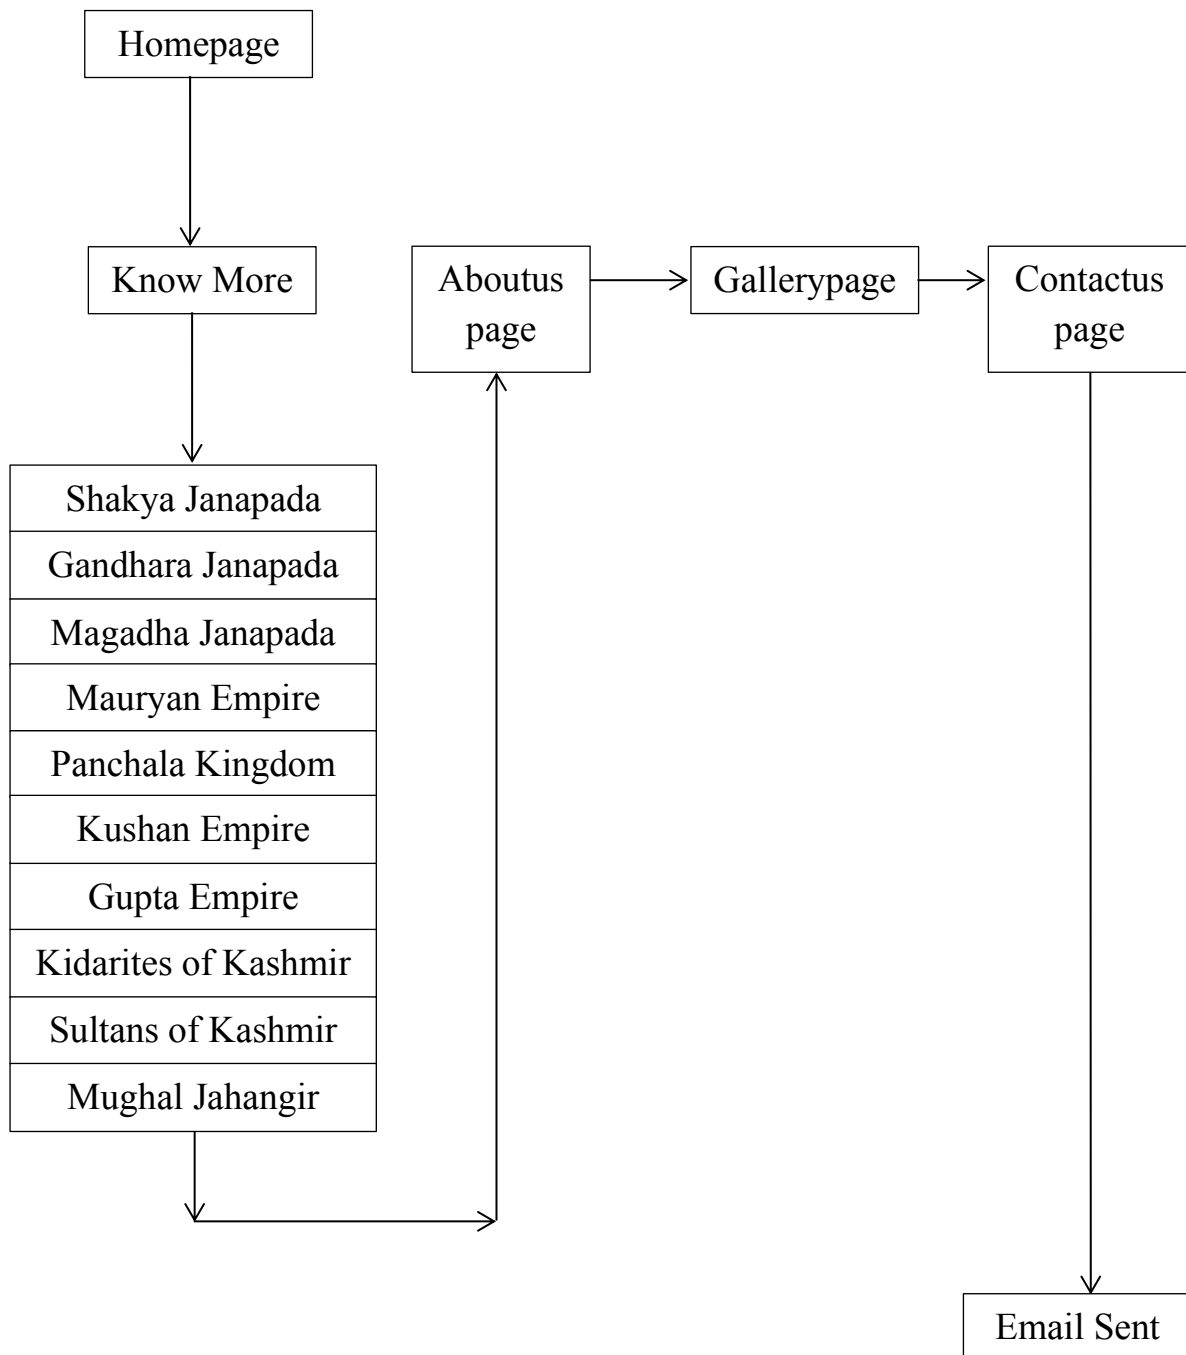 Homepage
Know More
Shakya Janapada
Gandhara Janapada
Magadha Janapada
Mauryan Empire
Panchala Kingdom
Kushan Empire
Gupta Empire
Kidarites of Kashmir
Sultans of Kashmir
Mughal Jahangir
Aboutus
page
Gallerypage
Contactus
page
Email Sent